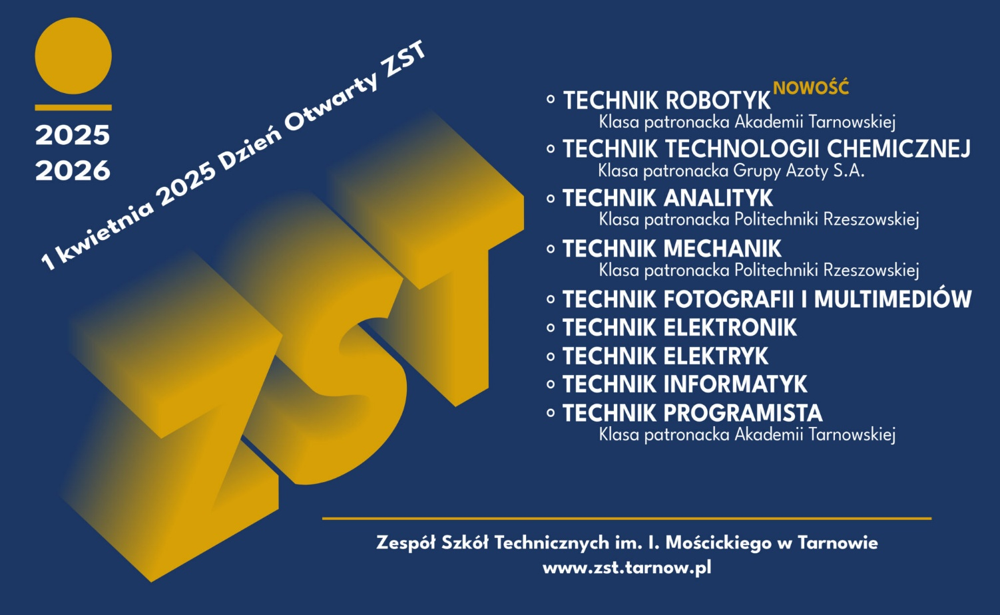 2025
2026
1 kwietnia 2025 Dzień Otwarty ZST
ZST
TECHNIK ROBOTYK NOWOŚĆ
Klasa patronacka Akademii Tarnowskiej
TECHNIK TECHNOLOGII CHEMICZNEJ
Klasa patronacka Grupy Azoty S.A.
TECHNIK ANALITYK
Klasa patronacka Politechniki Rzeszowskiej
TECHNIK MECHANIK
Klasa patronacka Politechniki Rzeszowskiej
TECHNIK FOTOGRAFII I MULTIMEDIÓW
TECHNIK ELEKTRONIK
TECHNIK ELEKTRYK
TECHNIK INFORMATYK
TECHNIK PROGRAMISTA
Klasa patronacka Akademii Tarnowskiej
Zespół Szkół Technicznych im. I. Mościckiego w Tarnowie
www.zst.tarnow.pl